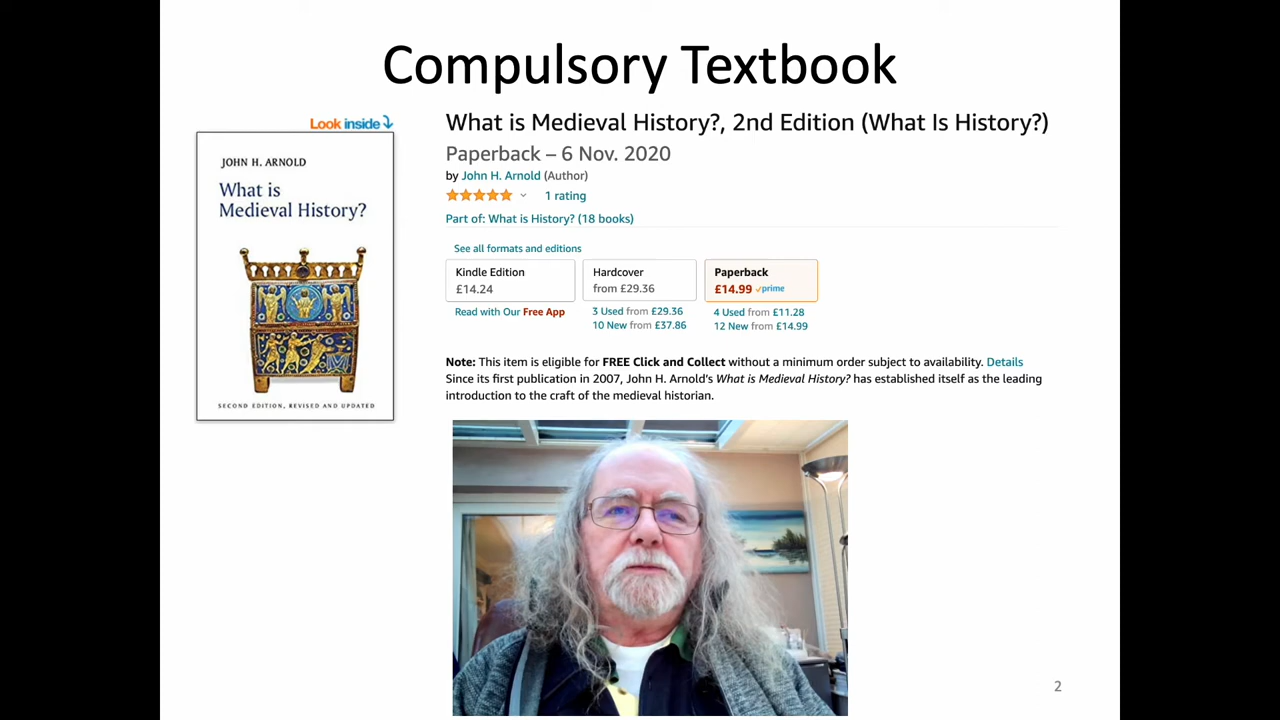 Compulsory Textbook
Look inside
JOHN H. ARNOLD
What is
Medieval History?
SECOND EDITION, REVISED AND UPDATED
What is Medieval History?, 2nd Edition (What Is History?)
Paperback – 6 Nov. 2020
by John H. Arnold (Author)
1 rating
Part of: What is History? (18 books)
See all formats and editions
Kindle Edition
£14.24
Read with Our Free App
Hardcover
from £29.36
3 Used from £29.36
10 New from £37.86
Paperback
£14.99 prime
4 Used from £11.28
12 New from £14.99
Note: This item is eligible for FREE Click and Collect without a minimum order subject to availability. Details
Since its first publication in 2007, John H. Arnold's What is Medieval History? has established itself as the leading
introduction to the craft of the medieval historian.
2